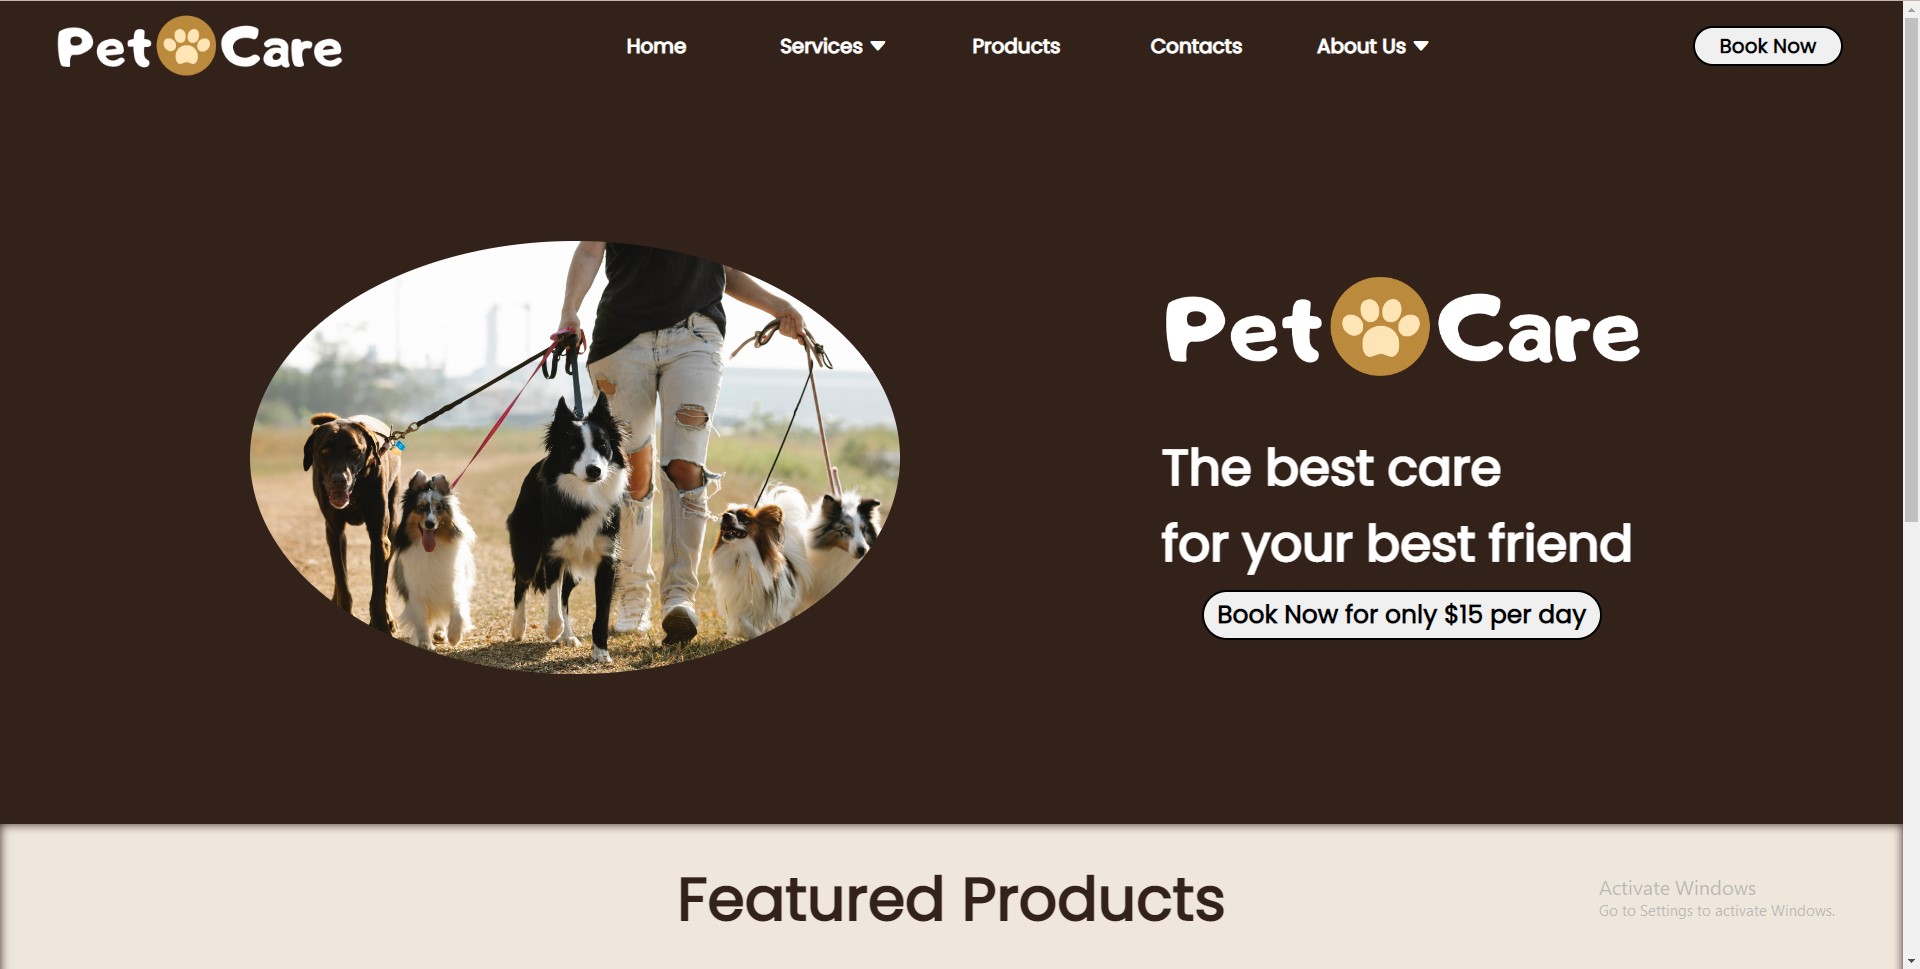 Pet Care
Home
Services
Products
Contacts
About Us
Book Now
Pet Care
The best care
for your best friend
Book Now for only $15 per day
Featured Products
Activate Windows
Go to Settings to activate Windows.